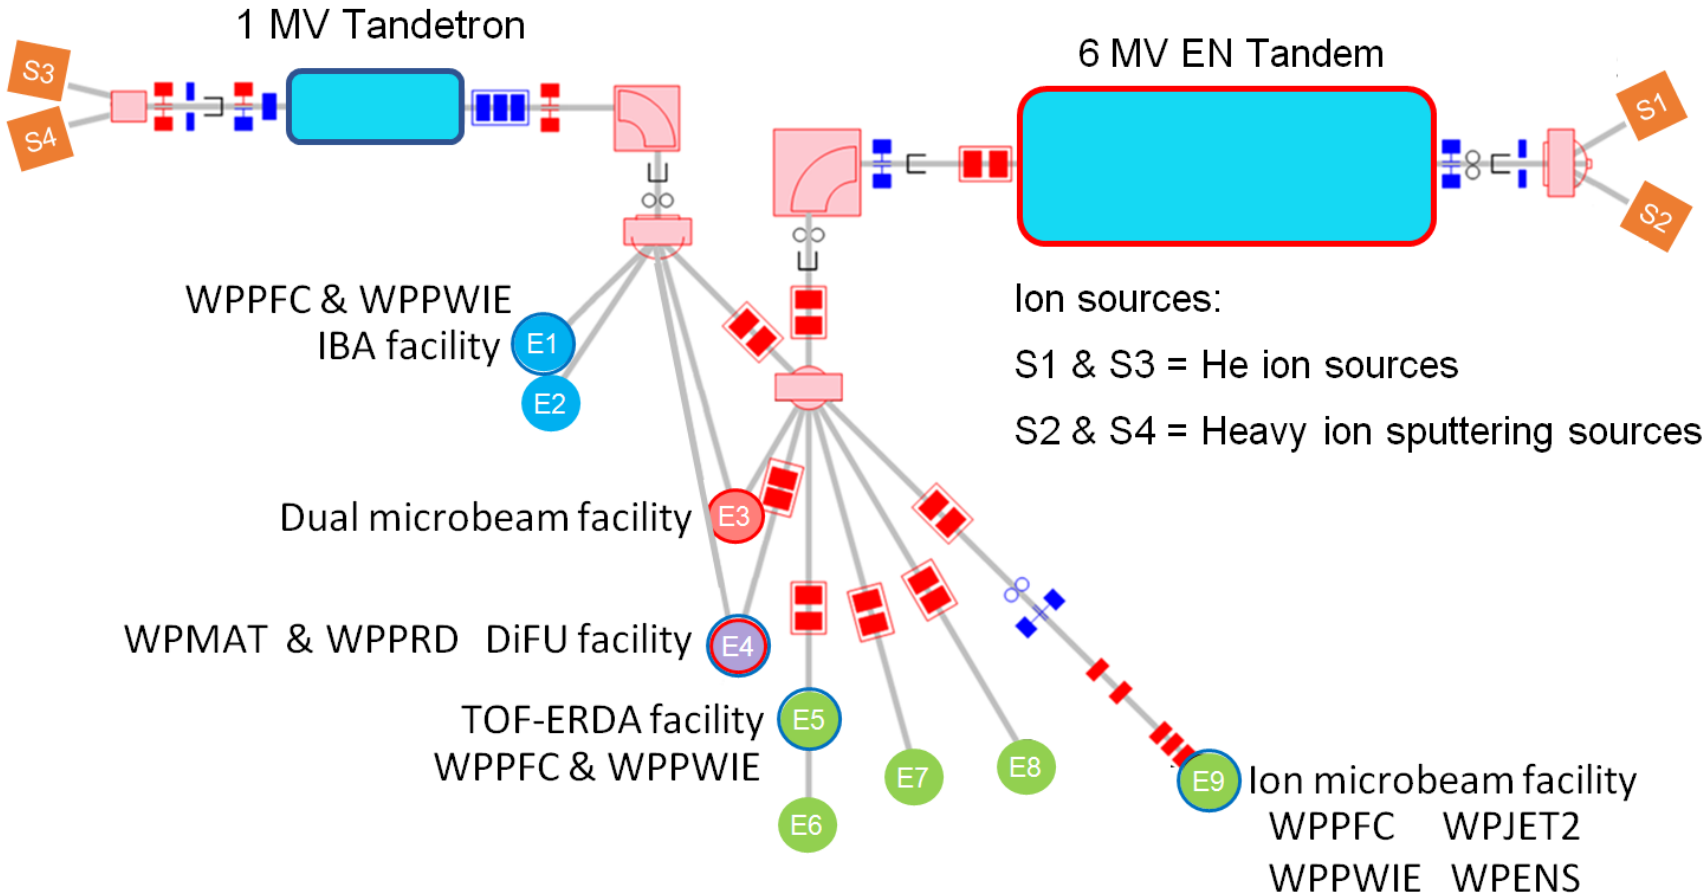 1 MV Tandetron
6 MV EN Tandem
S3
S4
S1
S2
Ion sources:
S1 & S3 = He ion sources
S2 & S4 = Heavy ion sputtering sources
WPPFC & WPPWIE
IBA facility
E1
E2
Dual microbeam facility
E3
WPMAT & WPPRD DiFU facility
E4
TOF-ERDA facility
E5
WPPFC & WPPWIE
E6
E7
E8
E9
Ion microbeam facility
WPPFC WPJET2
WPPWIE WPENS